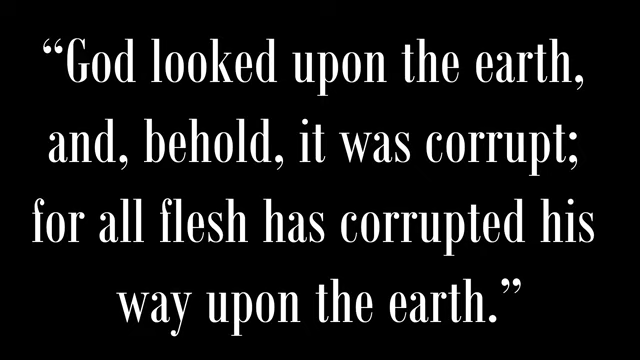 “God looked upon the earth,
and, behold, it was corrupt;
for all flesh has corrupted his
way upon the earth.”